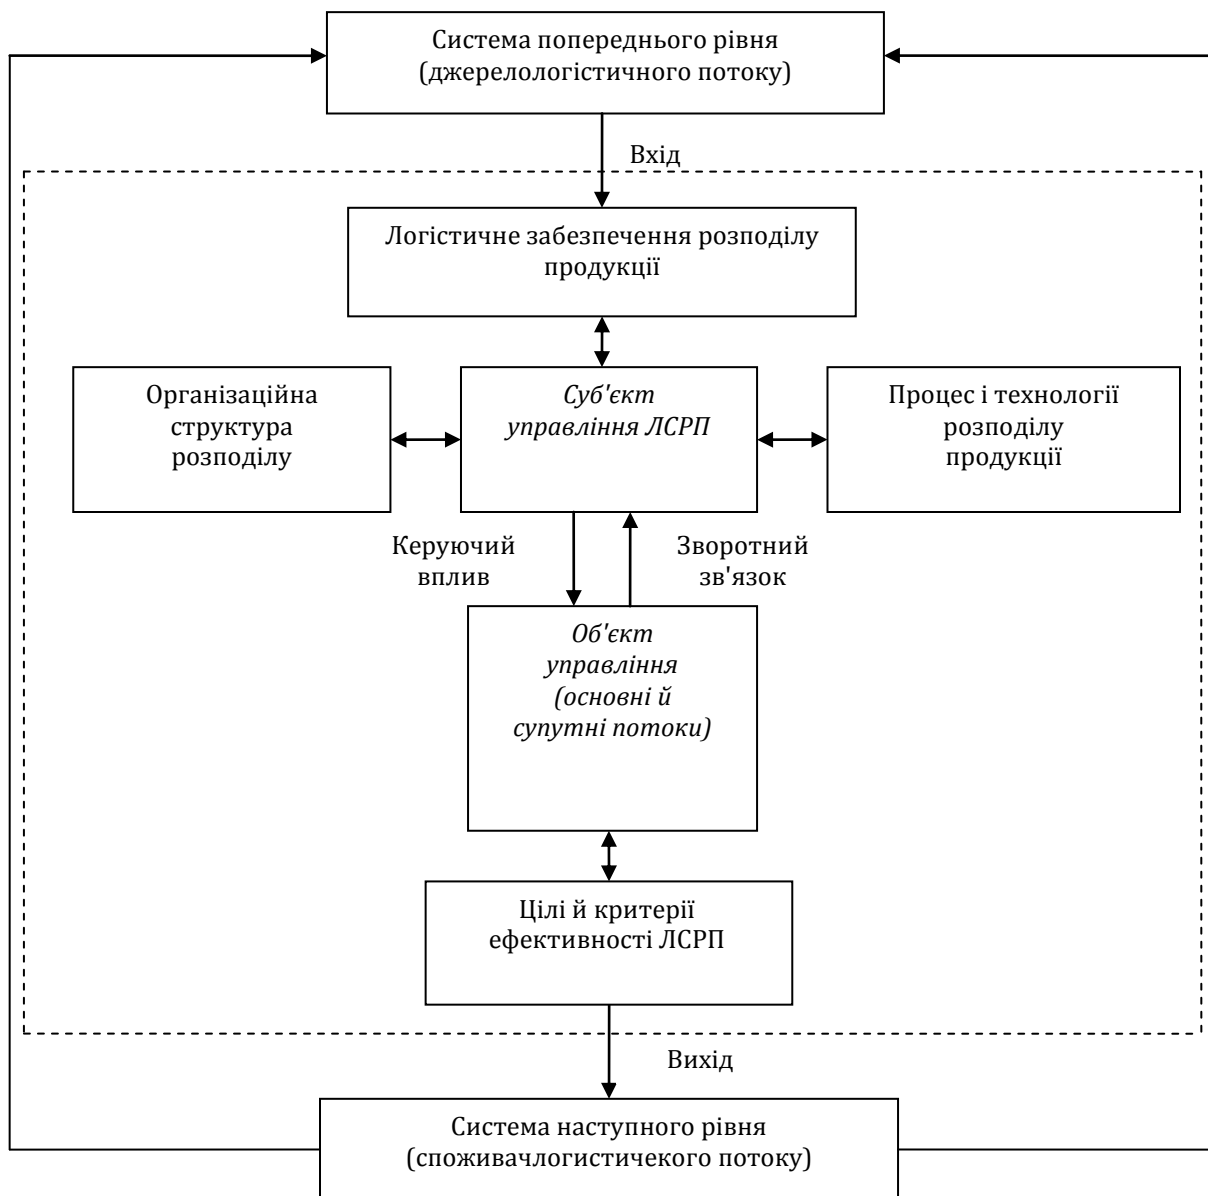 Система попереднього рівня
(джерелологістичного потоку)
Вхід
Логістичне забезпечення розподілу
продукції
Організаційна
структура
розподілу
Суб'єкт
управління ЛСРП
Процес і технології
розподілу
продукції
Керуючий
вплив
Зворотний
зв'язок
Об'єкт
управління
(основні й
супутні потоки)
Цілі й критерії
ефективності ЛСРП
Вихід
Система наступного рівня
(споживачлогистичекого потоку)